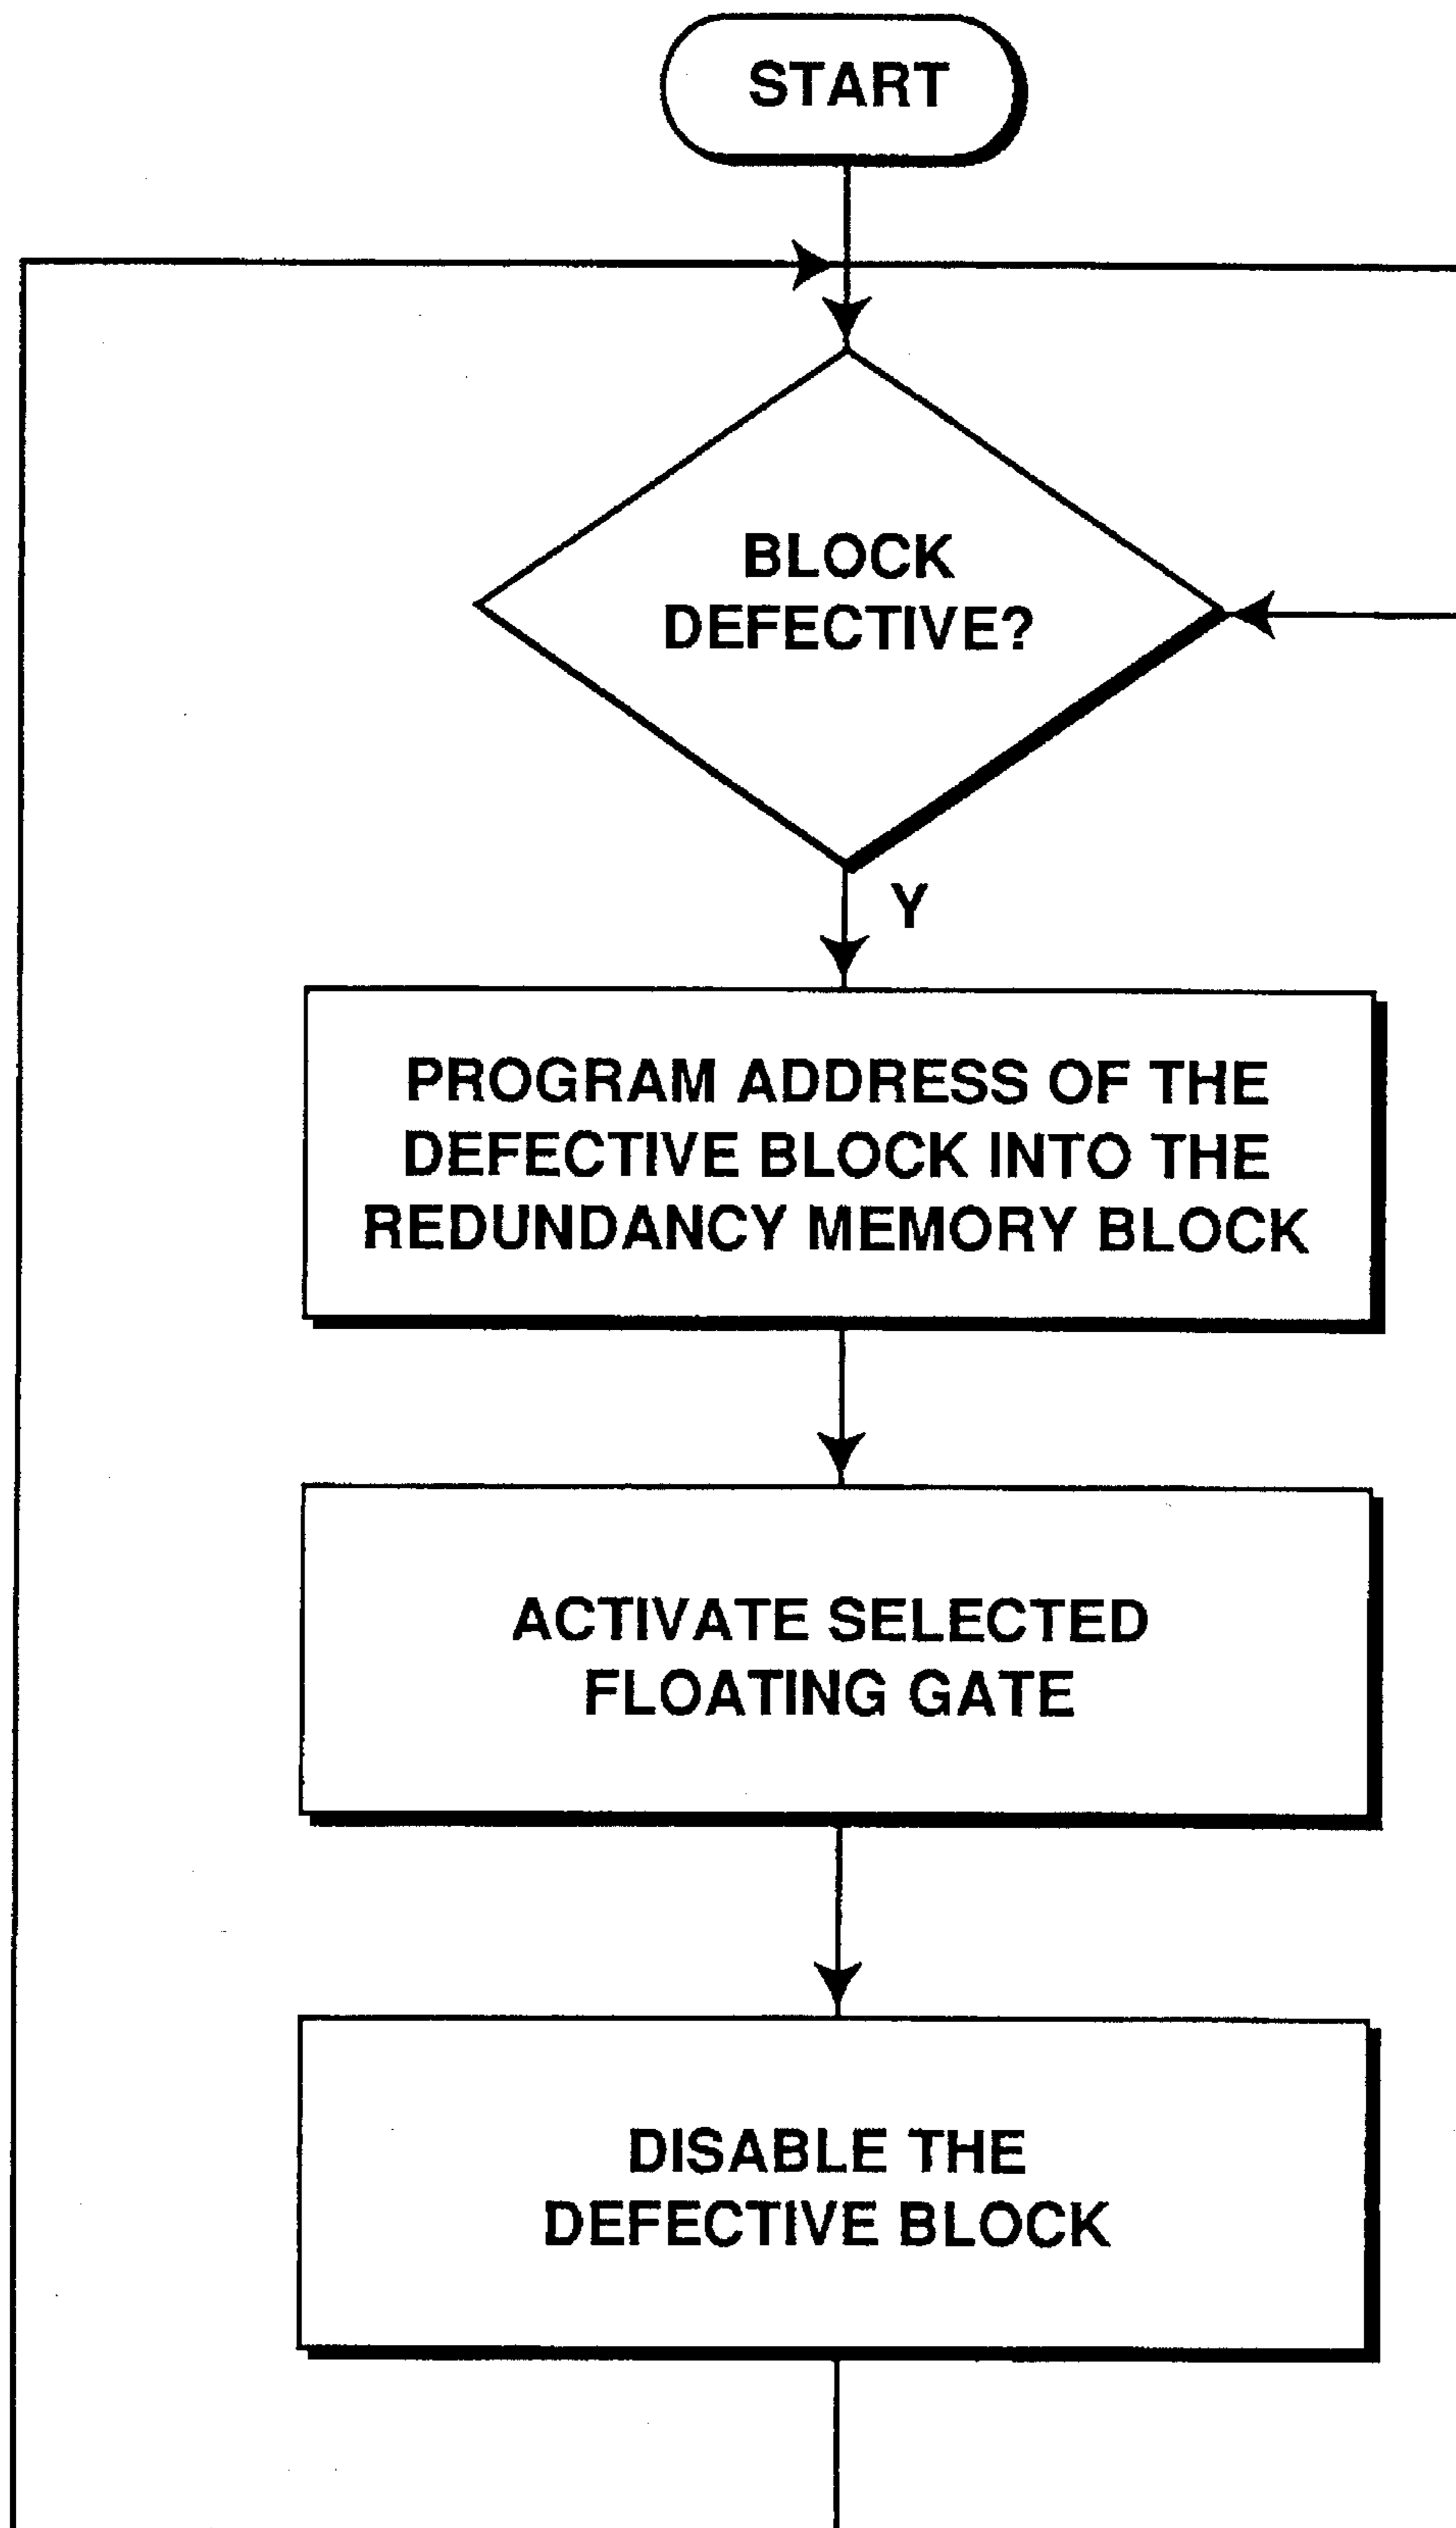 START
BLOCK
DEFECTIVE?
Y
PROGRAM ADDRESS OF THE
DEFECTIVE BLOCK INTO THE
REDUNDANCY MEMORY BLOCK
ACTIVATE SELECTED
FLOATING GATE
DISABLE THE
DEFECTIVE BLOCK